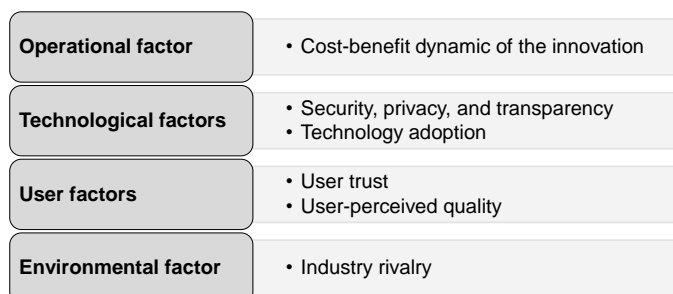 Operational factor
• Cost-benefit dynamic of the innovation
Technological factors
• Security, privacy, and transparency
• Technology adoption
User factors
• User trust
• User-perceived quality
Environmental factor
• Industry rivalry